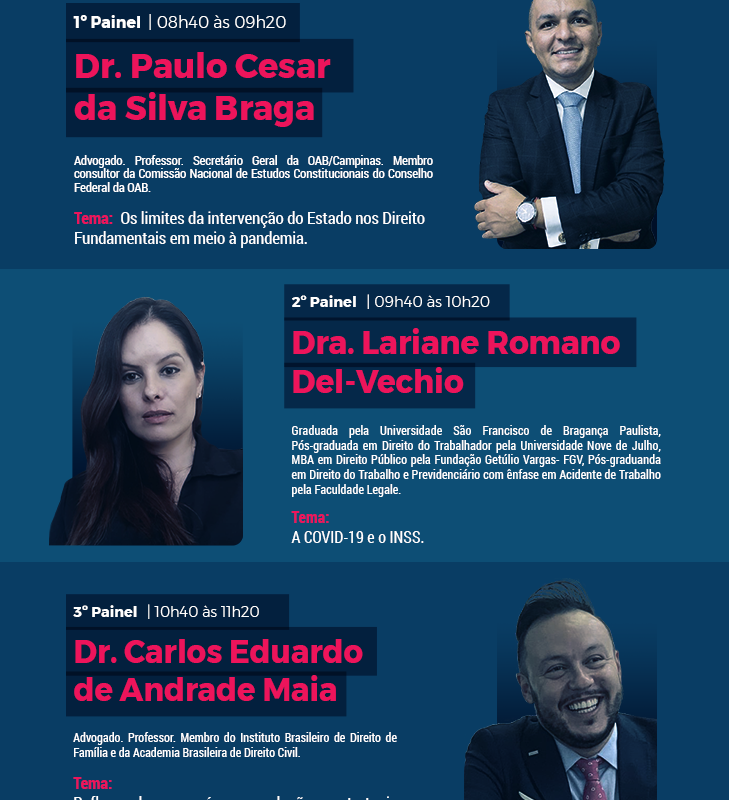 1º Painel | 08h40 às 09h20
Dr. Paulo Cesar
da Silva Braga
Advogado. Professor. Secretário Geral da OAB/Campinas. Membro
consultor da Comissão Nacional de Estudos Constitucionais do Conselho
Federal da OAB.
Tema: Os limites da intervenção do Estado nos Direito
Fundamentais em meio à pandemia.
2º Painel | 09h40 às 10h20
Dra. Lariane Romano
Del-Vechio
Graduada pela Universidade São Francisco de Bragança Paulista,
Pós-graduada em Direito do Trabalhador pela Universidade Nove de Julho,
MBA em Direito Público pela Fundação Getúlio Vargas- FGV, Pós-graduanda
em Direito do Trabalho e Previdenciário com ênfase em Acidente de Trabalho
pela Faculdade Legale.
Tema:
A COVID-19 e o INSS.
3º Painel | 10h40 às 11h20
Dr. Carlos Eduardo
de Andrade Maia
Advogado. Professor. Membro do Instituto Brasileiro de Direito de
Família e da Academia Brasileira de Direito Civil.
Tema: